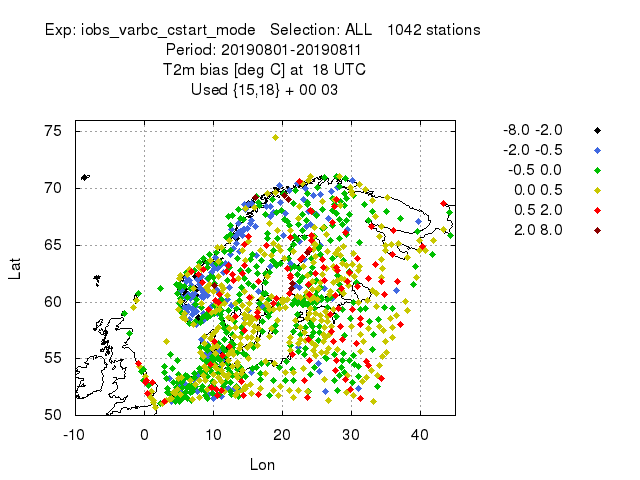 Exp: iobs_varbc_cstart_mode   Selection: ALL   1042 stations
Period: 20190801-20190811
T2m bias [deg C] at  18 UTC
Used {15,18} + 00 03
75
70
65
60
55
50
Lat
-10 0 10 20 30 40
Lon
-8.0 -2.0
-2.0 -0.5
-0.5 0.0
0.0 0.5
0.5 2.0
2.0 8.0